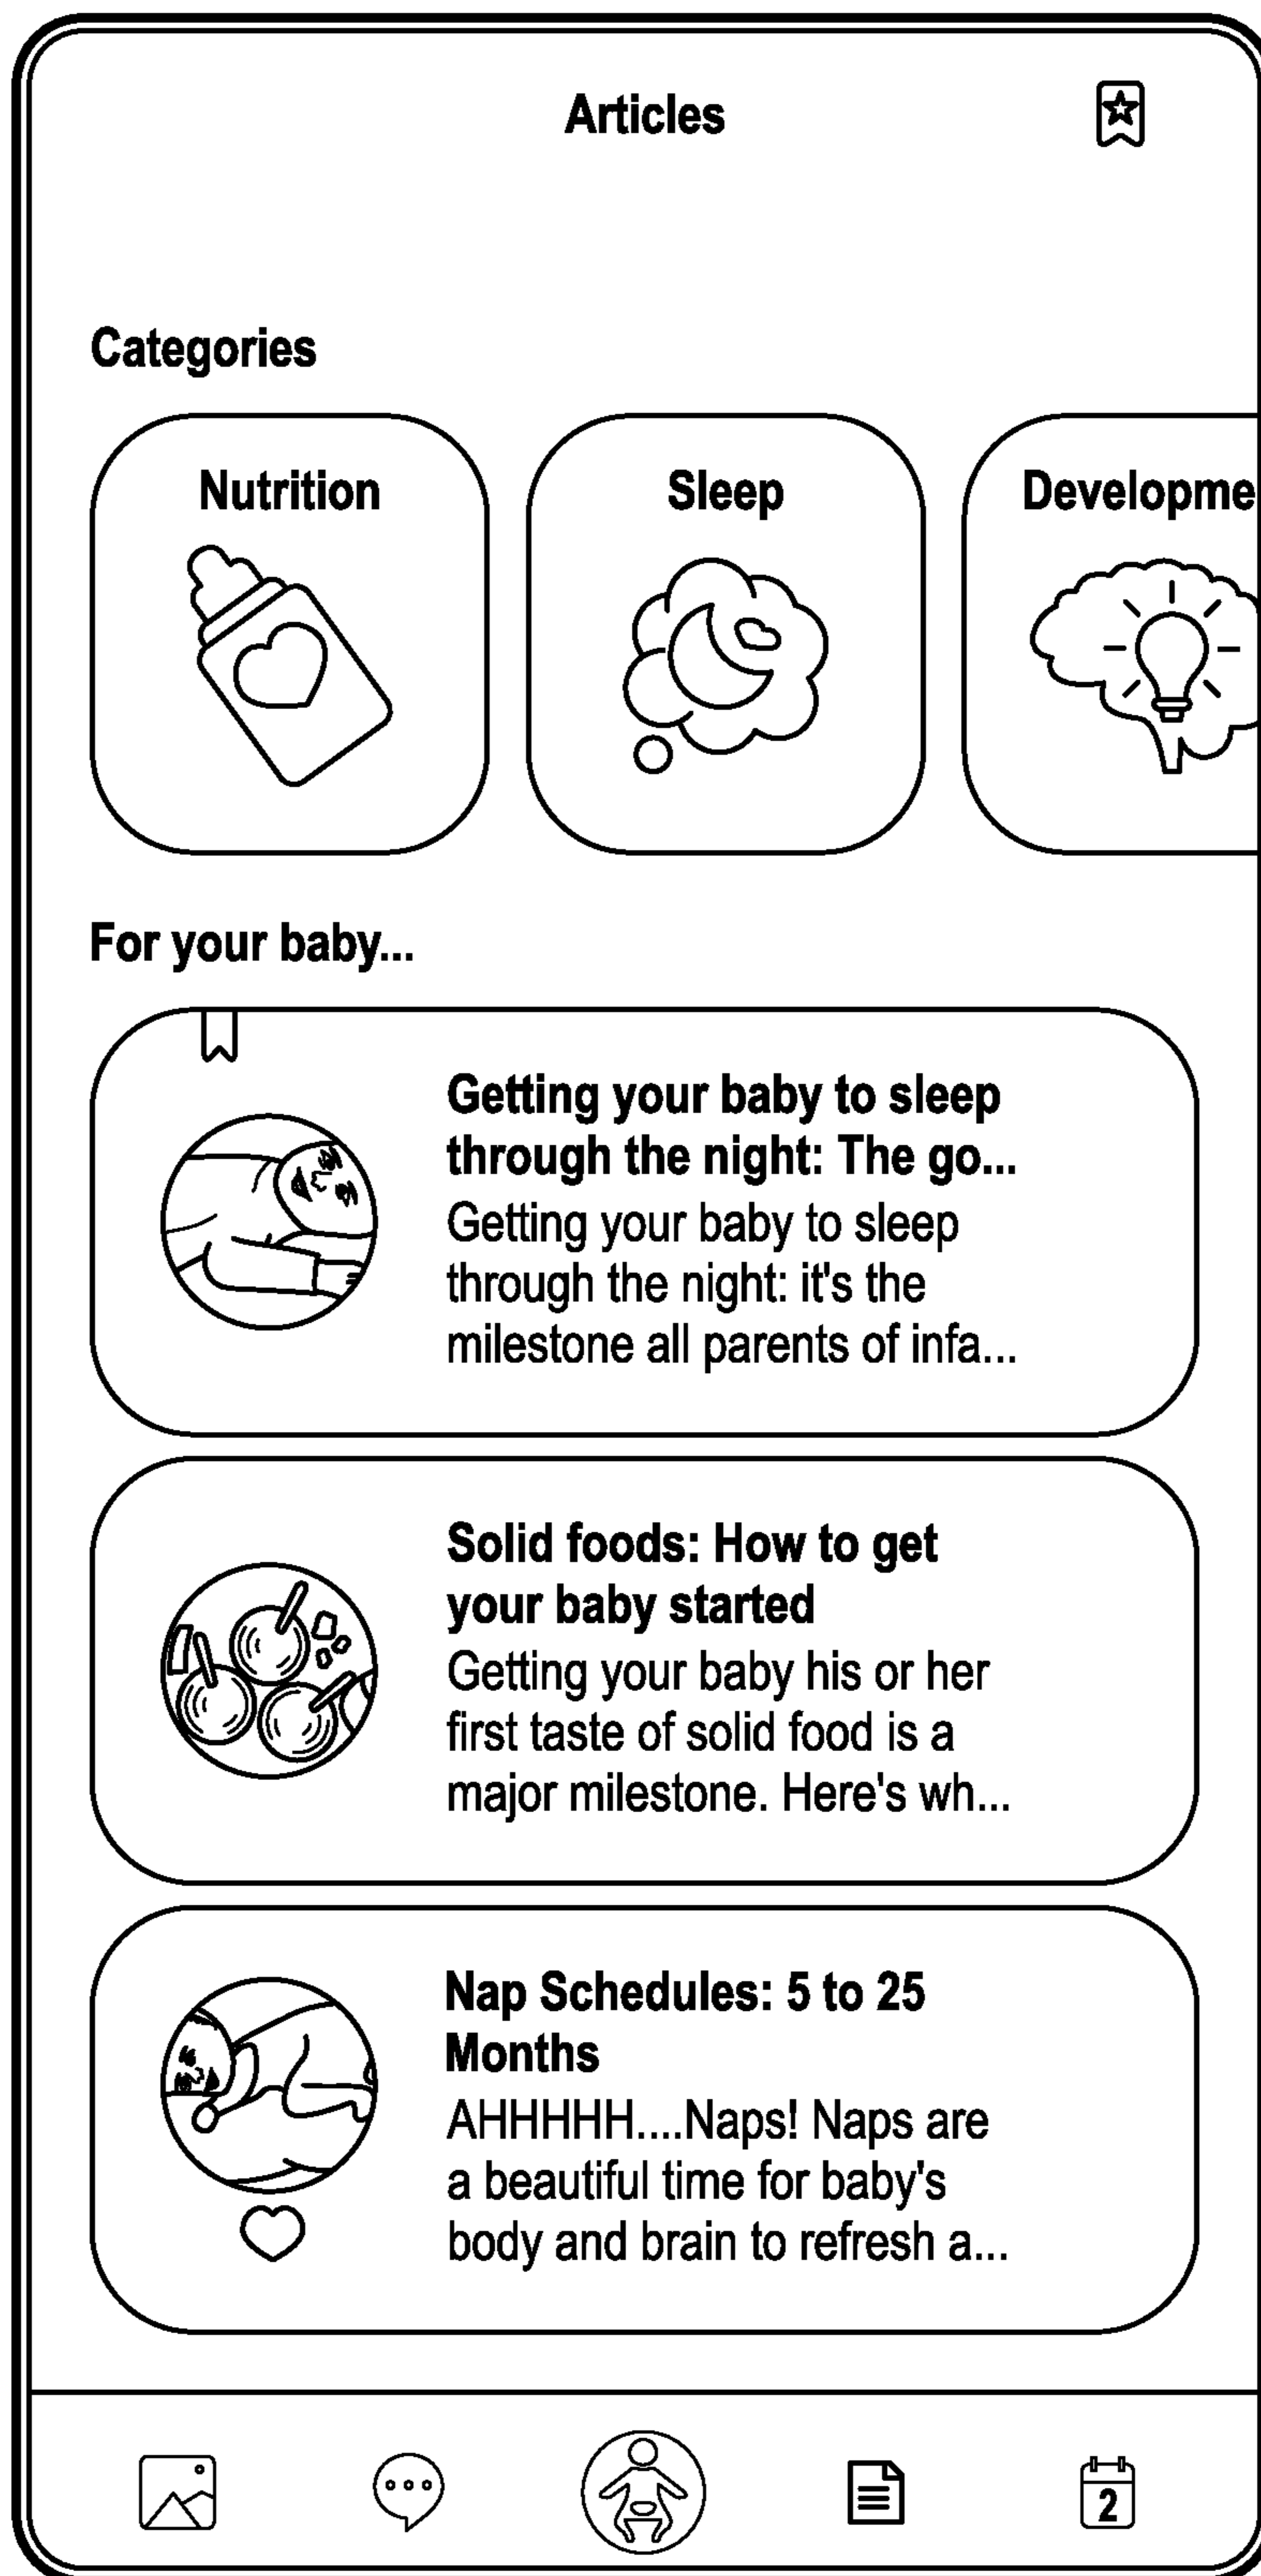 Articles
Categories
Nutrition
Sleep
Developme
For your baby...
Getting your baby to sleep
through the night: The go...
Getting your baby to sleep
through the night: it's the
milestone all parents of infa...
Solid foods: How to get
your baby started
Getting your baby his or her
first taste of solid food is a
major milestone. Here's wh...
Nap Schedules: 5 to 25
Months
AHHHHH....Naps! Naps are
a beautiful time for baby's
body and brain to refresh a...
2